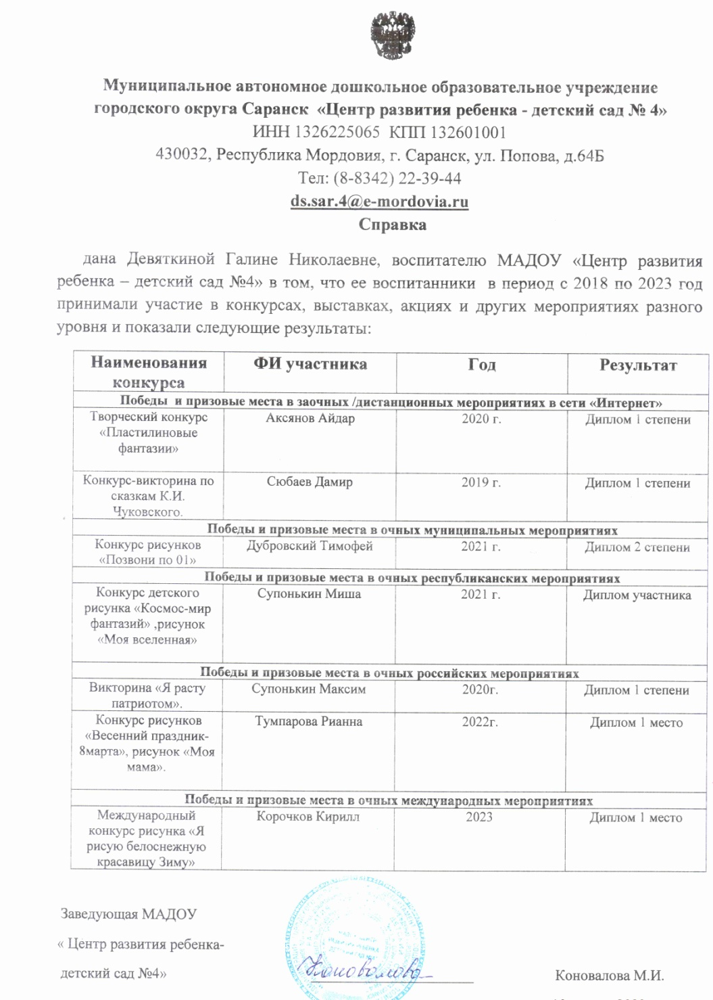 Муниципальное автономное дошкольное образовательное учреждение
городского округа Саранск «Центр развития ребенка - детский сад № 4»
ИНН 1326225065 КПП 132601001
430032, Республика Мордовия, г. Саранск, ул. Попова, д.64Б
Тел: (8-8342) 22-39-44
ds.sar.4@e-mordovia.ru
Справка
дана Девяткиной Галине Николаевне, воспитателю МАДОУ «Центр развития
ребенка – детский сад №4» в том, что ее воспитанники в период с 2018 по 2023 год
принимали участие в конкурсах, выставках, акциях и других мероприятиях разного
уровня и показали следующие результаты:
Наименования ФИ участника Год Результат
конкурса
Победы и призовые места в заочных /дистанционных мероприятиях в сети «Интернет»
Творческий конкурс Аксянов Айдар 2020 г. Диплом 1 степени
«Пластилиновые
фантазии»
Конкурс-викторина по Сюбаев Дамир 2019 г. Диплом 1 степени
сказкам К.И.
Чуковского.
Победы и призовые места в очных муниципальных мероприятиях
Конкурс рисунков Дубровский Тимофей 2021 г. Диплом 2 степени
«Позвони по 01»
Победы и призовые места в очных республиканских мероприятиях
Конкурс детского Супонькин Миша 2021 г. Диплом участника
рисунка «Космос-мир
фантазий» ,рисунок
«Моя вселенная»
Победы и призовые места в очных российских мероприятиях
Викторина «Я расту Супонькин Максим 2020г. Диплом 1 степени
патриотом».
Конкурс рисунков Тумпарова Рианна 2022г. Диплом 1 место
«Весенний праздник-
8марта», рисунок «Моя
мама».
Победы и призовые места в очных международных мероприятиях
Международный Корочков Кирилл 2023 Диплом 1 место
конкурс рисунка «Я
рисую белоснежную
красавицу Зиму»
Заведующая МАДОУ
« Центр развития ребенка-
детский сад №4» Коновалова Коновалова М.И.